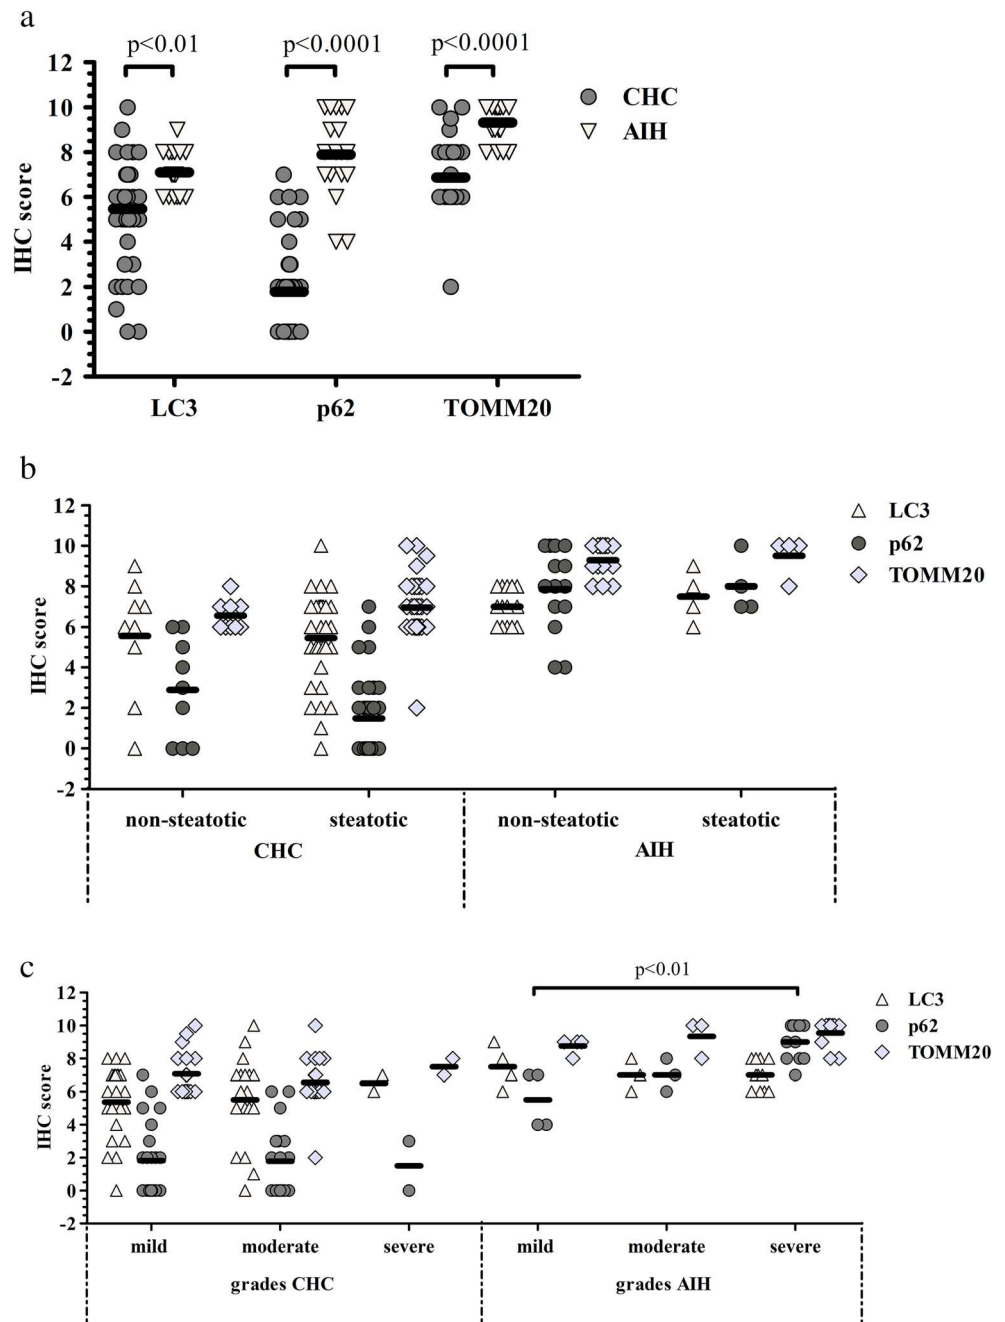 a
p<0.01 p<0.0001 p<0.0001
12
10
8
6
4
2
0
-2
IHC score
CHC
AIH
LC3 p62 TOMM20
b
12
10
8
6
4
2
0
-2
IHC score
LC3
p62
TOMM20
non-steatotic steatotic non-steatotic steatotic
CHC AIH
c
p<0.01
12
10
8
6
4
2
0
-2
IHC score
LC3
p62
TOMM20
mild moderate severe mild moderate severe
grades CHC grades AIH